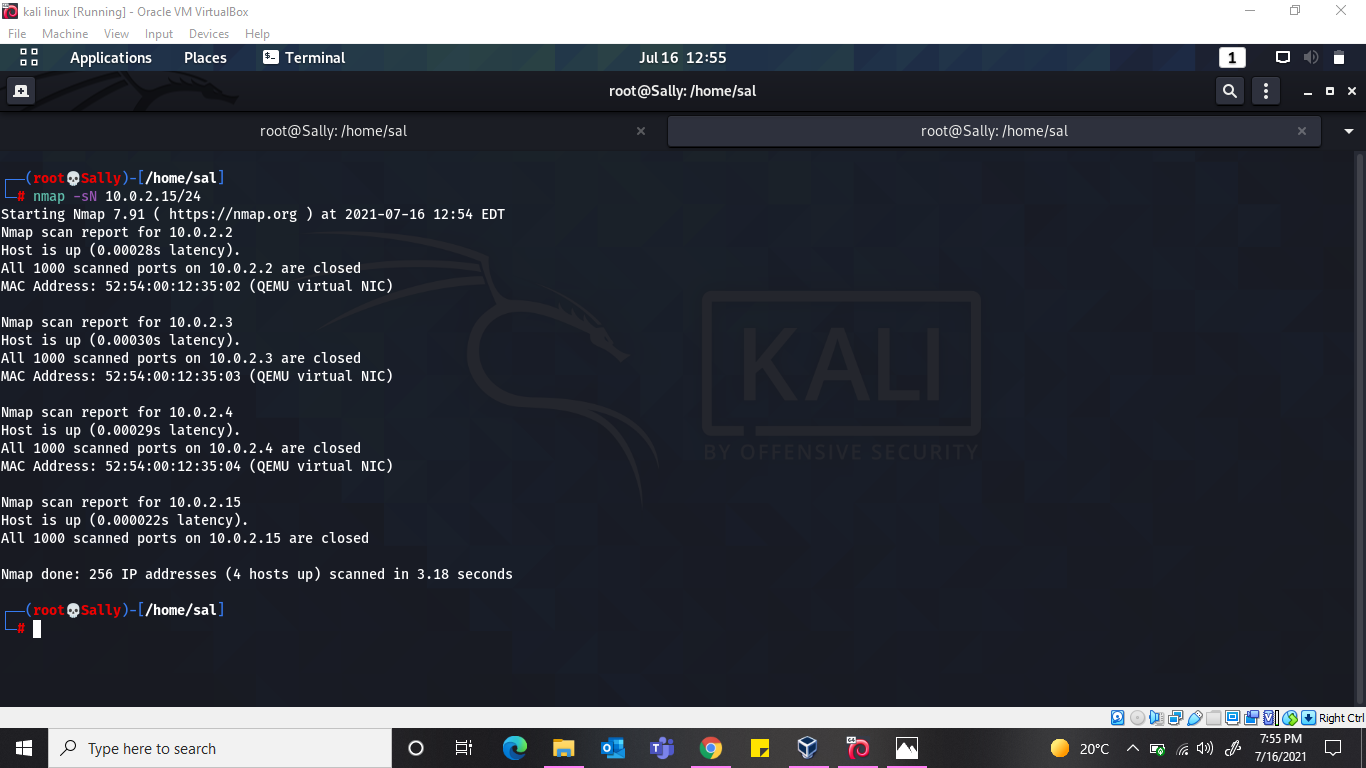 kali linux [Running] - Oracle VM VirtualBox
File Machine View Input Devices Help
Applications Places Terminal Jul 16 12:55 1
root@Sally: /home/sal
root@Sally: /home/sal root@Sally: /home/sal
┌──(root💀Sally)-[/home/sal]
└─# nmap -sN 10.0.2.15/24
Starting Nmap 7.91 ( https://nmap.org ) at 2021-07-16 12:54 EDT
Nmap scan report for 10.0.2.2
Host is up (0.00028s latency).
All 1000 scanned ports on 10.0.2.2 are closed
MAC Address: 52:54:00:12:35:02 (QEMU virtual NIC)
Nmap scan report for 10.0.2.3
Host is up (0.00030s latency).
All 1000 scanned ports on 10.0.2.3 are closed
MAC Address: 52:54:00:12:35:03 (QEMU virtual NIC)
Nmap scan report for 10.0.2.4
Host is up (0.00029s latency).
All 1000 scanned ports on 10.0.2.4 are closed
MAC Address: 52:54:00:12:35:04 (QEMU virtual NIC)
Nmap scan report for 10.0.2.15
Host is up (0.000022s latency).
All 1000 scanned ports on 10.0.2.15 are closed
Nmap done: 256 IP addresses (4 hosts up) scanned in 3.18 seconds
┌──(root💀Sally)-[/home/sal]
└─#
KALI
BY OFFENSIVE SECURITY
Right Ctrl
Type here to search
20°C
7:55 PM
7/16/2021